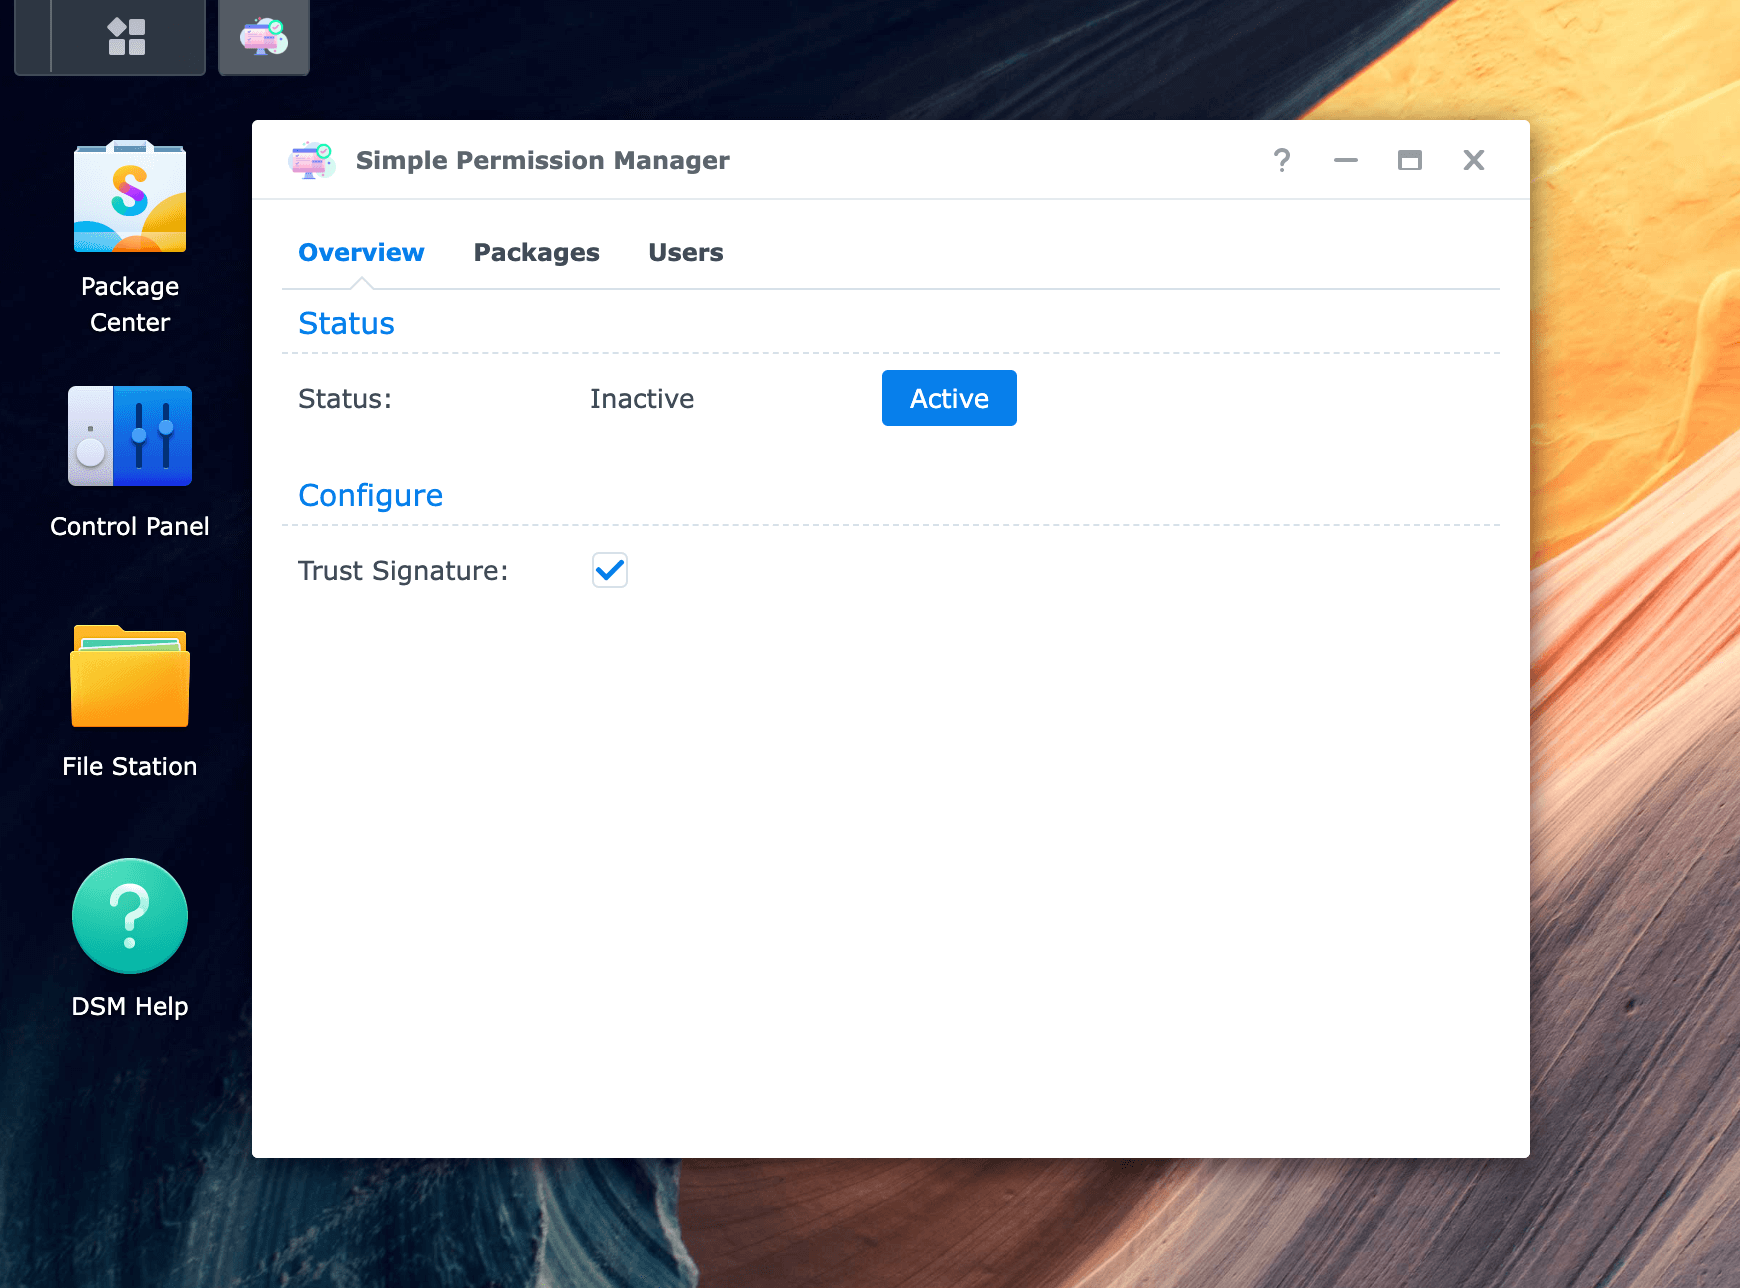 Simple Permission Manager
Overview Packages Users
Status
Status: Inactive Active
Configure
Trust Signature:
Package
Center
Control Panel
File Station
DSM Help